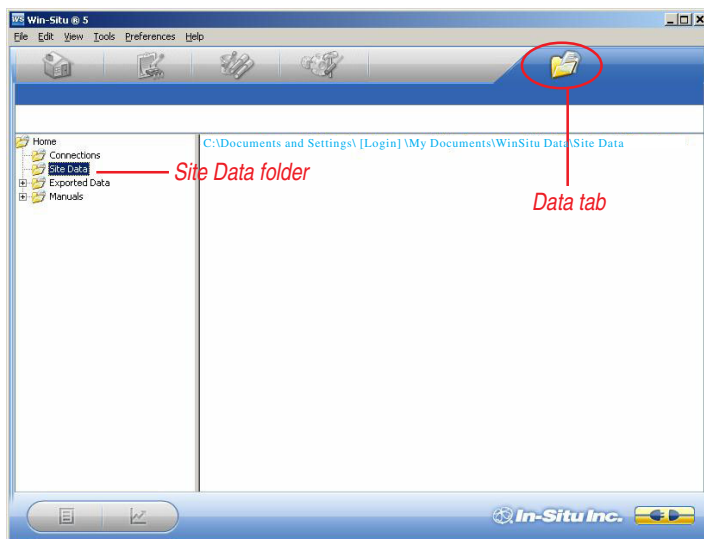 WS Win-Situ ® 5
File Edit View Tools Preferences Help
Home
Connections
Site Data
Exported Data
Manuals
C:\Documents and Settings\ [Login] \My Documents\WinSitu Data\Site Data
Site Data folder
Data tab
In-Situ Inc.